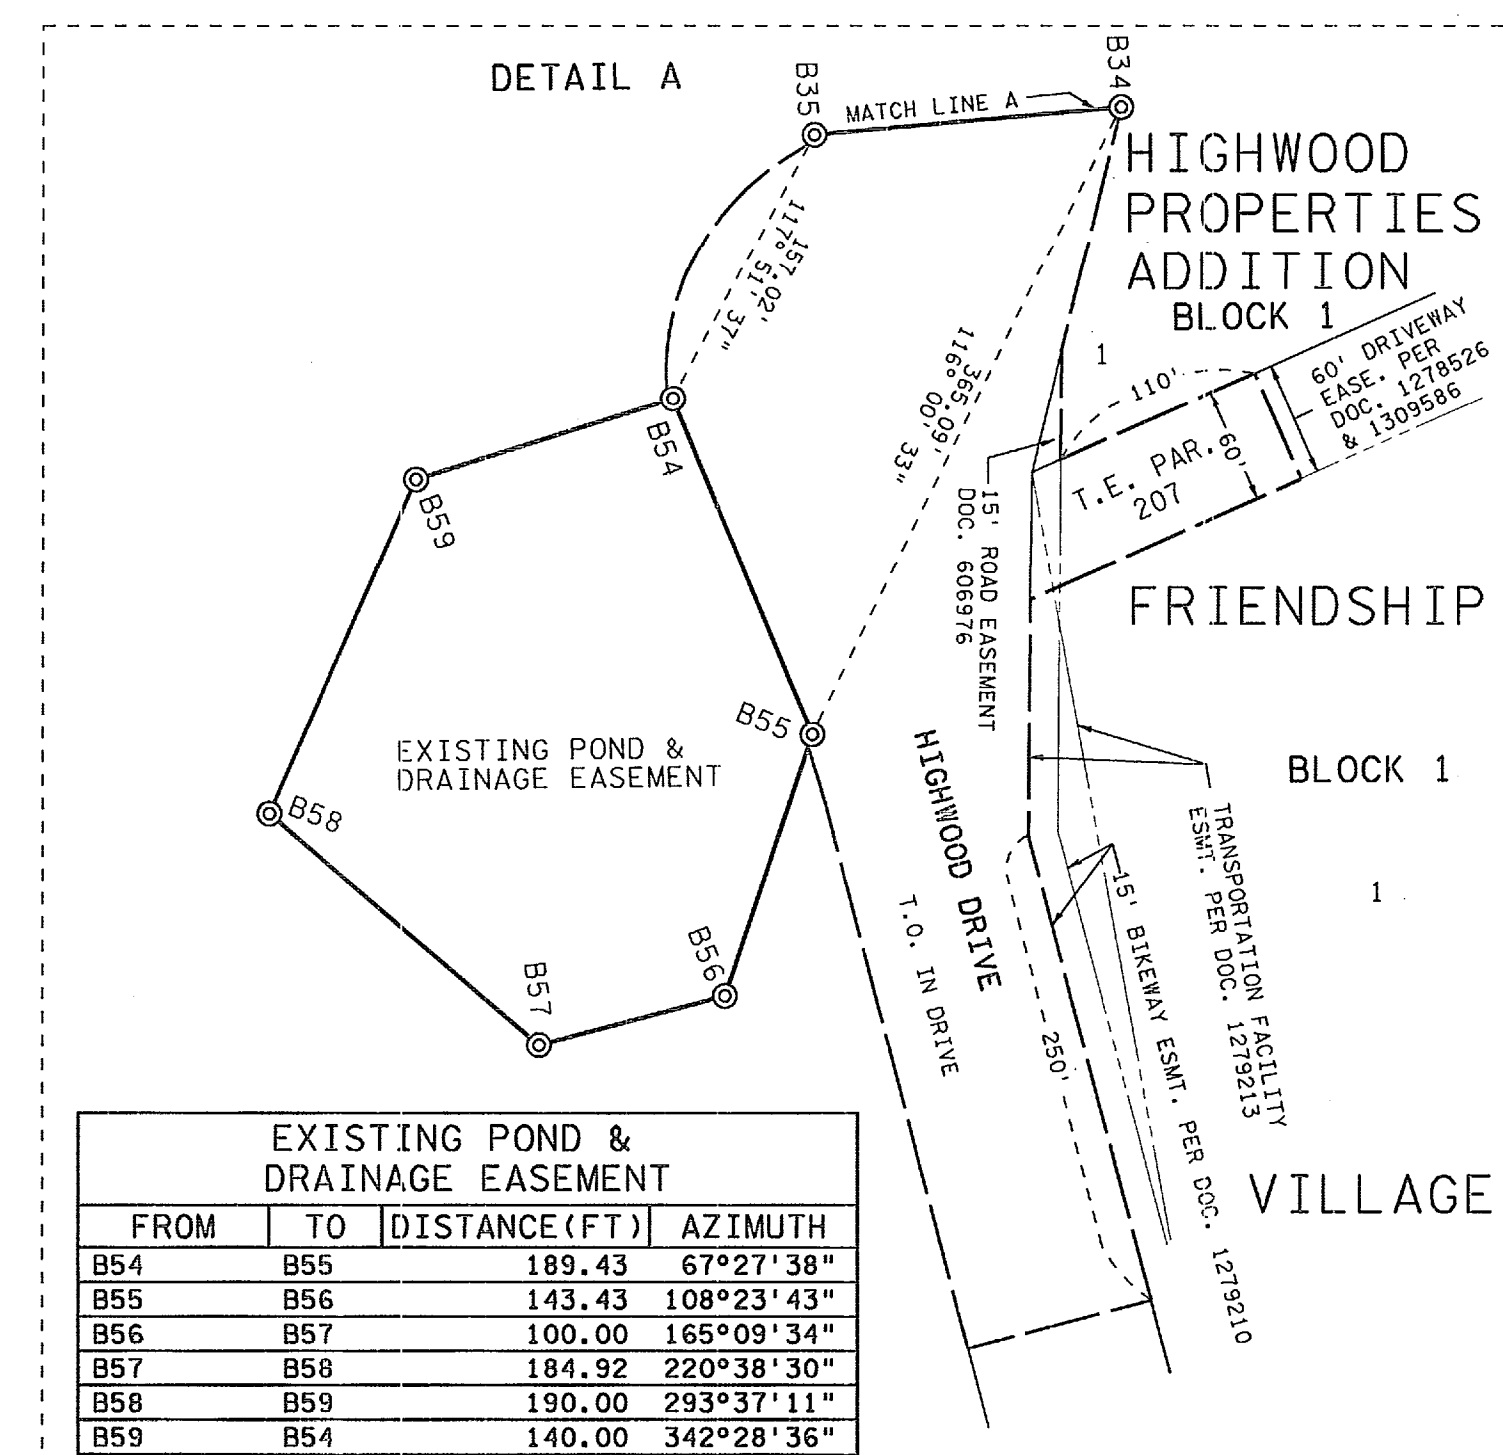 DETAIL A
B35
MATCH LINE A
B34
HIGHWOOD
PROPERTIES
ADDITION
BLOCK 1
1
157.02'
117° 51' 37"
365.09'
116° 00' 33"
110'
60' DRIVEWAY
EASE. PER
DOC. 1278526
& 1309586
T.E. PAR.
207
60'
B54
B59
15' ROAD EASEMENT
DOC. 606976
FRIENDSHIP
B55
EXISTING POND &
DRAINAGE EASEMENT
B58
BLOCK 1
HIGHWOOD DRIVE
T.O. IN DRIVE
TRANSPORTATION FACILITY
ESMT. PER DOC. 1279213
1
15' BIKEWAY ESMT. PER DOC. 1279210
B56
B57
250'
VILLAGE
EXISTING POND &
DRAINAGE EASEMENT
FROM TO DISTANCE(FT) AZIMUTH
B54 B55 189.43 67°27'38"
B55 B56 143.43 108°23'43"
B56 B57 100.00 165°09'34"
B57 B58 184.92 220°38'30"
B58 B59 190.00 293°37'11"
B59 B54 140.00 342°28'36"